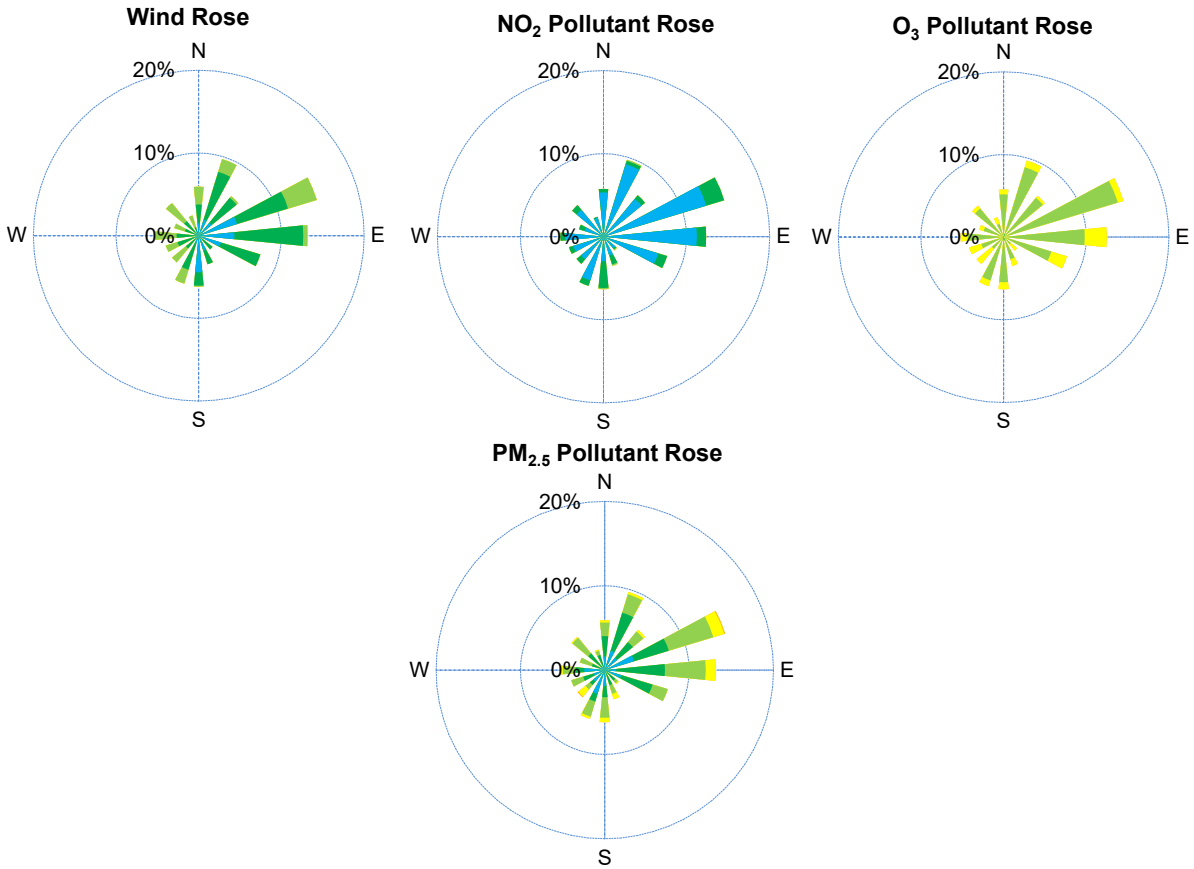 Wind Rose
N
20%
10%
0%
W
E
S
NO₂ Pollutant Rose
N
20%
10%
0%
W
E
S
O₃ Pollutant Rose
N
20%
10%
0%
W
E
S
PM₂.₅ Pollutant Rose
N
20%
10%
0%
W
E
S